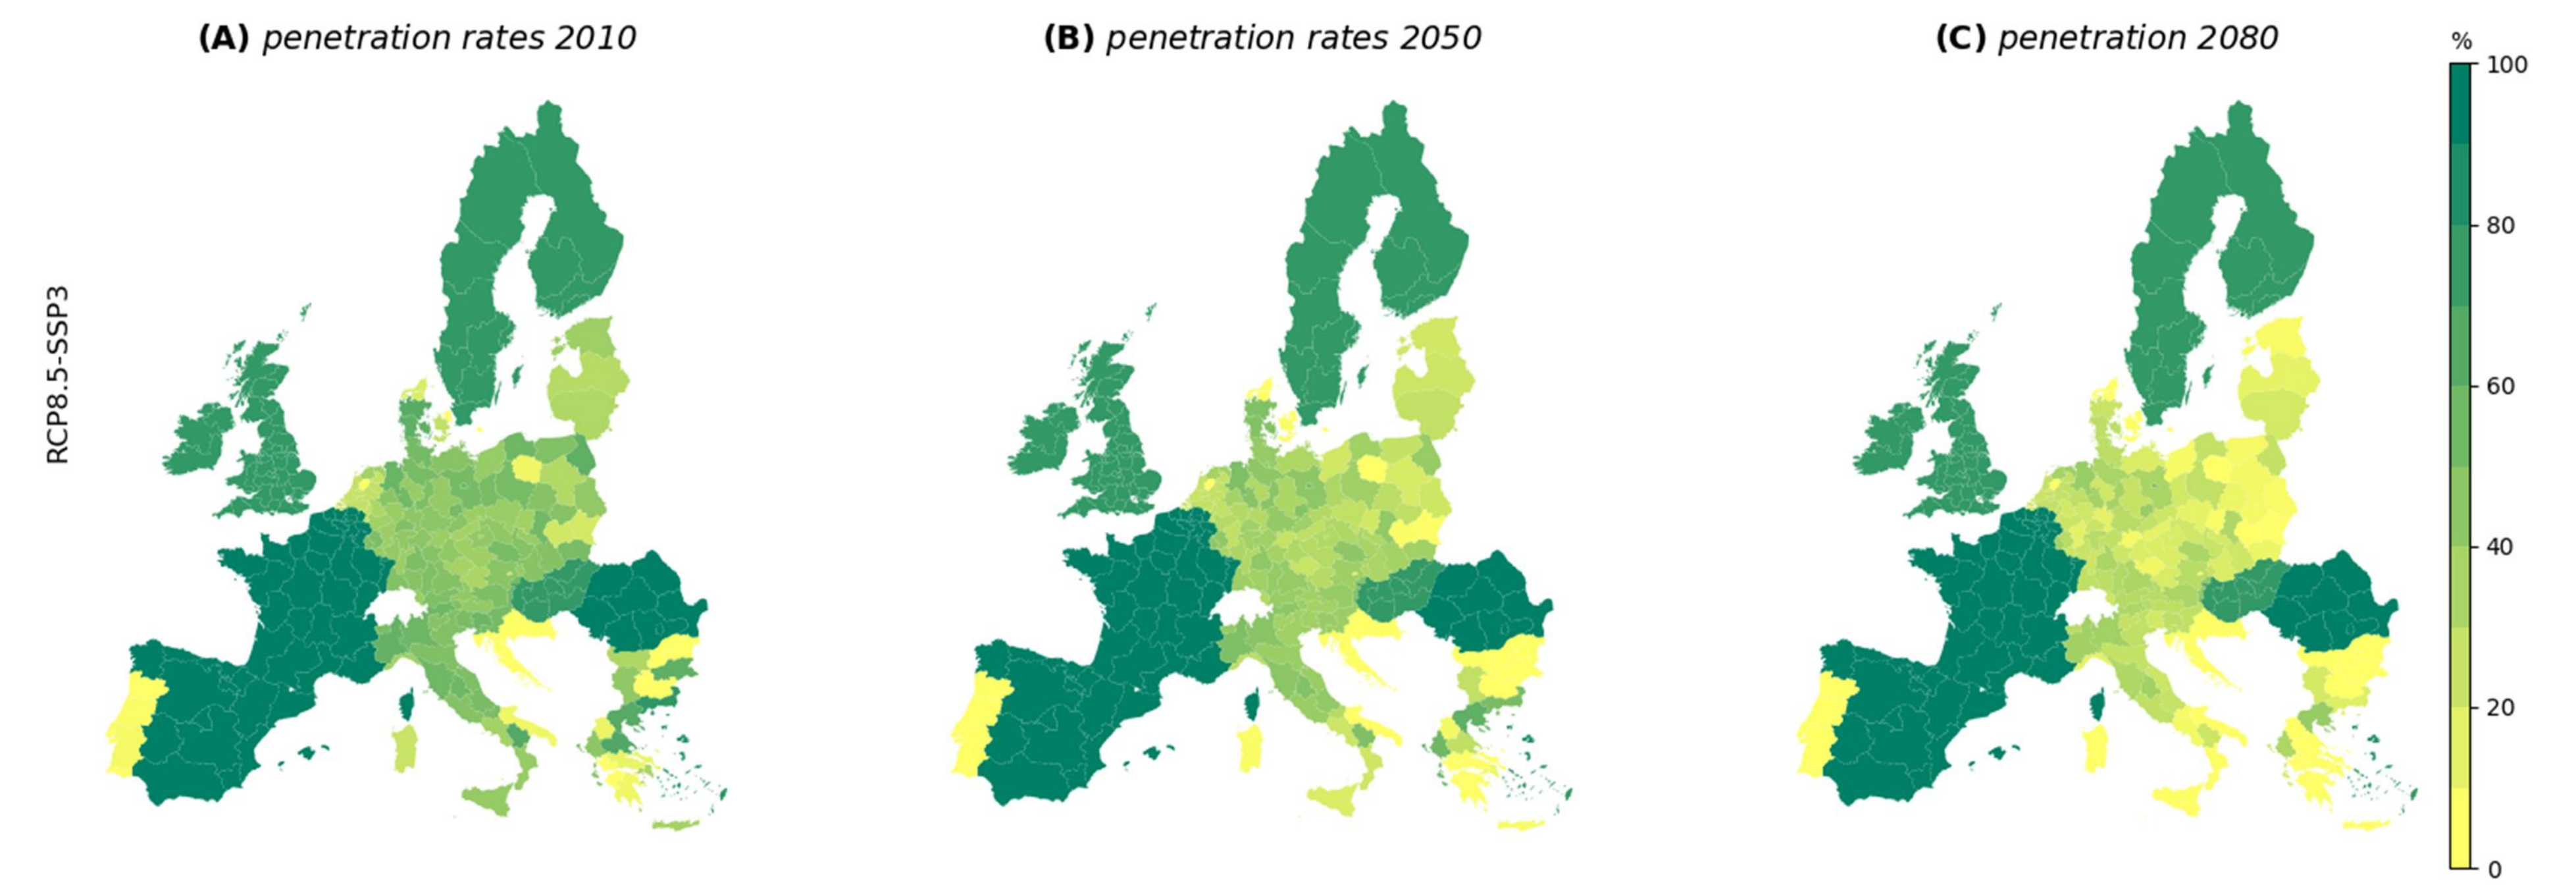 (A) penetration rates 2010
(B) penetration rates 2050
(C) penetration 2080
%
100
80
60
40
20
0
RCP8.5-SSP3